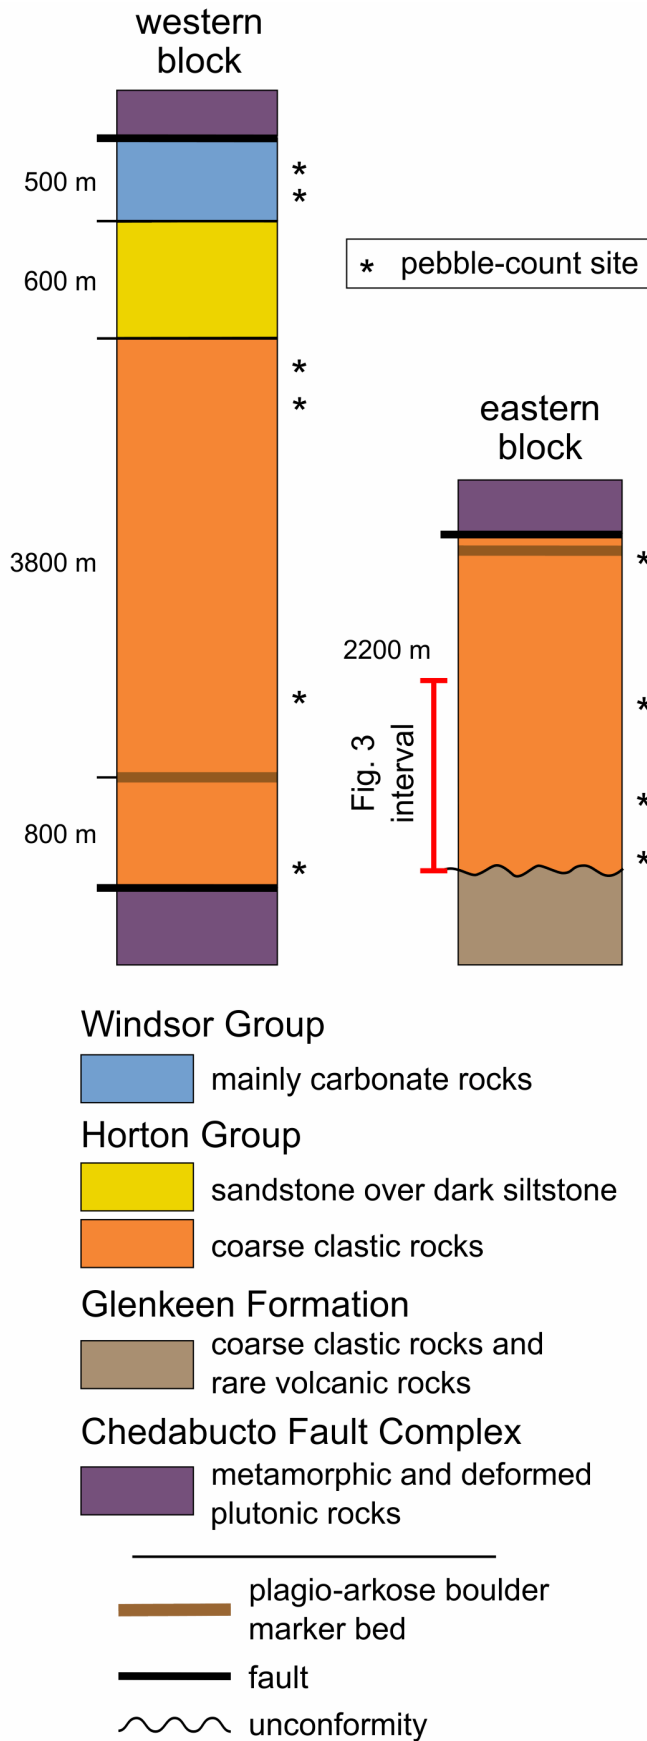 western
block
500 m
*
*
600 m
* pebble-count site
*
*
eastern
block
3800 m
*
2200 m
*
*
Fig. 3
interval
*
800 m
*
*
Windsor Group
mainly carbonate rocks
Horton Group
sandstone over dark siltstone
coarse clastic rocks
Glenkeen Formation
coarse clastic rocks and
rare volcanic rocks
Chedabucto Fault Complex
metamorphic and deformed
plutonic rocks
plagio-arkose boulder
marker bed
fault
unconformity